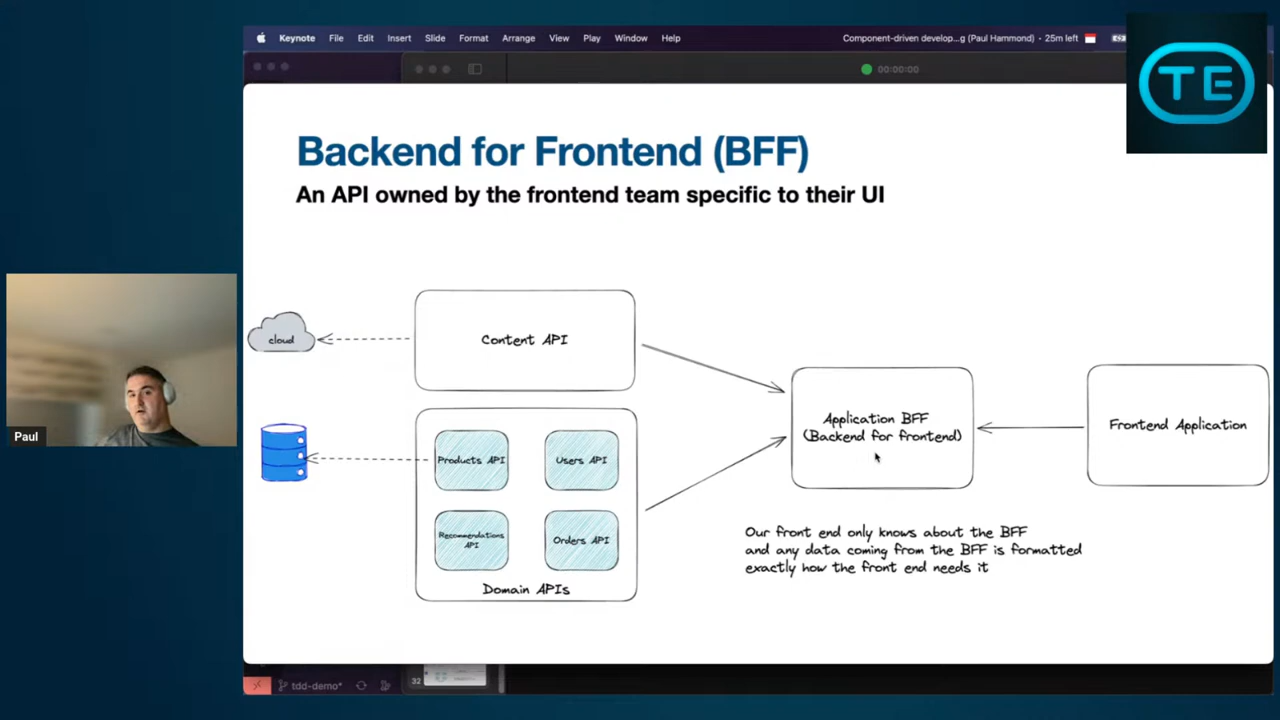 Keynote File Edit Insert Slide Format Arrange View Play Window Help
Component-driven develop...g (Paul Hammond) • 25m left
TE
00:00:00
Backend for Frontend (BFF)
An API owned by the frontend team specific to their UI
cloud
Content API
Products API
Users API
Recommendations
API
Orders API
Domain APIs
Application BFF
(Backend for frontend)
Frontend Application
Our front end only knows about the BFF
and any data coming from the BFF is formatted
exactly how the front end needs it
Paul
tdd-demo*
32